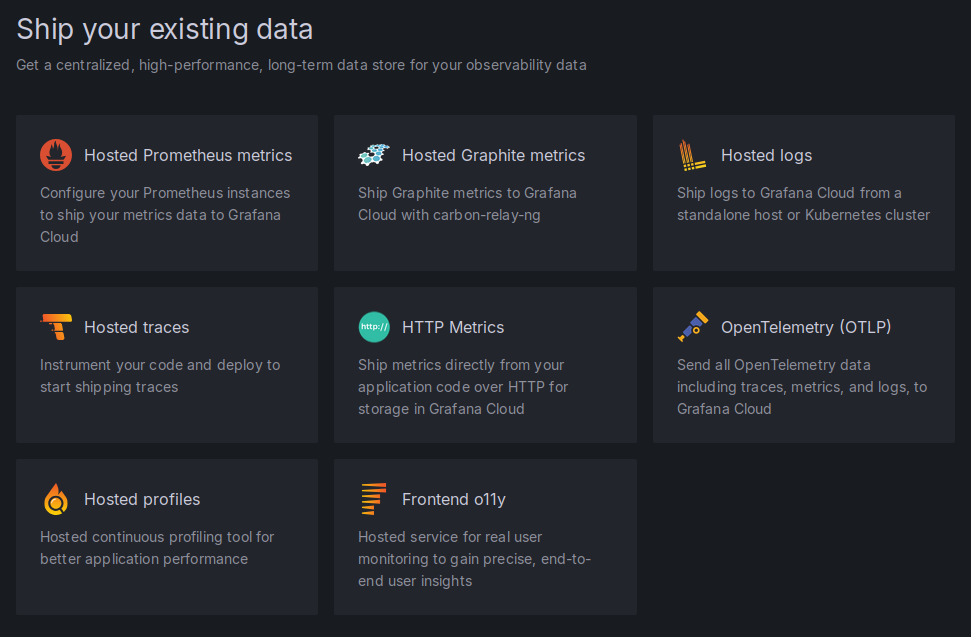 Ship your existing data
Get a centralized, high-performance, long-term data store for your observability data
Hosted Prometheus metrics
Configure your Prometheus instances
to ship your metrics data to Grafana
Cloud
Hosted Graphite metrics
Ship Graphite metrics to Grafana
Cloud with carbon-relay-ng
Hosted logs
Ship logs to Grafana Cloud from a
standalone host or Kubernetes cluster
Hosted traces
Instrument your code and deploy to
start shipping traces
http://
HTTP Metrics
Ship metrics directly from your
application code over HTTP for
storage in Grafana Cloud
OpenTelemetry (OTLP)
Send all OpenTelemetry data
including traces, metrics, and logs, to
Grafana Cloud
Hosted profiles
Hosted continuous profiling tool for
better application performance
Frontend o11y
Hosted service for real user
monitoring to gain precise, end-to-
end user insights